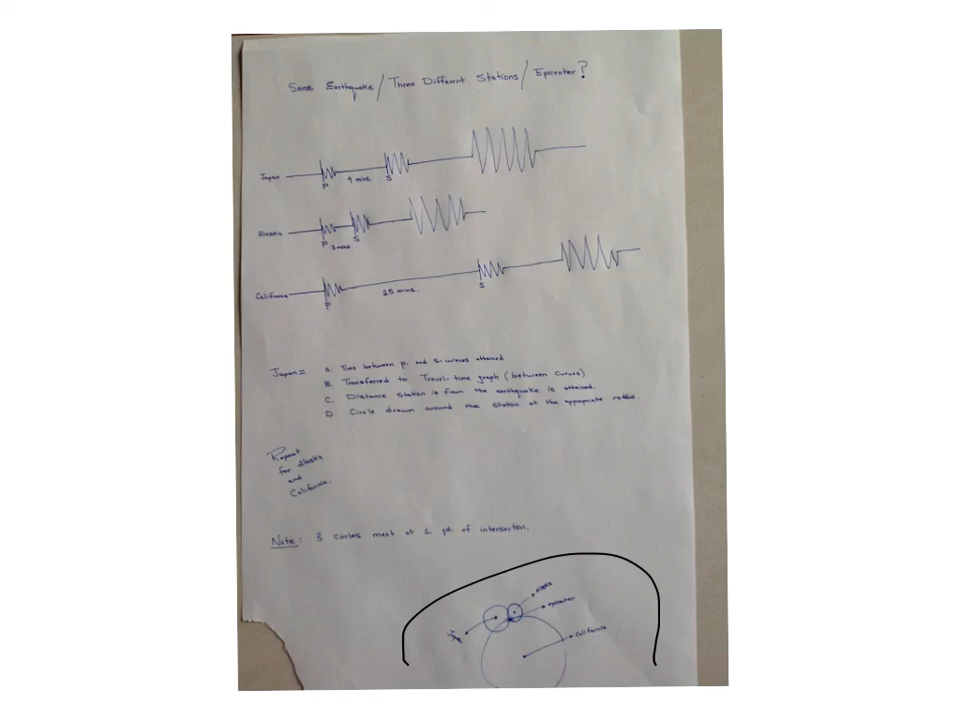 Same Earthquake / Three Different Stations / Epicenter?
Japan
P
9 mins.
S
Alaska
P
3 mins.
S
California
P
25 mins.
S
Japan = A. Time between p. and s-waves attained
B. Transferred to Travel-time graph (between curves)
C. Distance station is from the earthquake is attained.
D. Circle drawn around the station at the appropriate radius.
Repeat
for Alaska
and
California.
Note: 3 circles meet at 1 pt. of intersection.
Alaska
epicenter
California